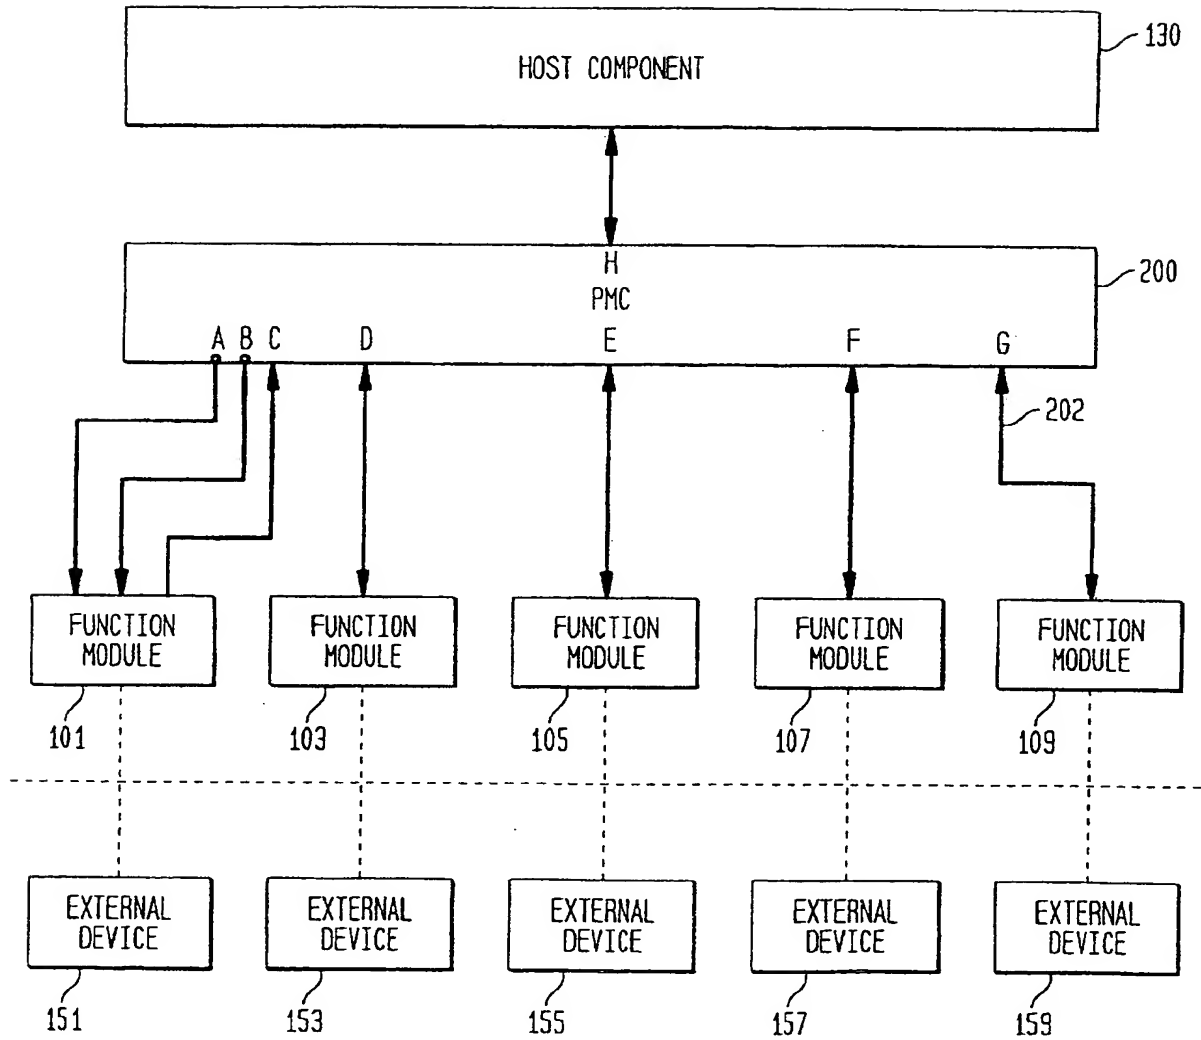 130
HOST COMPONENT
H
200
PMC
A B C D E F G
202
FUNCTION MODULE
FUNCTION MODULE
FUNCTION MODULE
FUNCTION MODULE
FUNCTION MODULE
101
103
105
107
109
EXTERNAL DEVICE
EXTERNAL DEVICE
EXTERNAL DEVICE
EXTERNAL DEVICE
EXTERNAL DEVICE
151
153
155
157
159